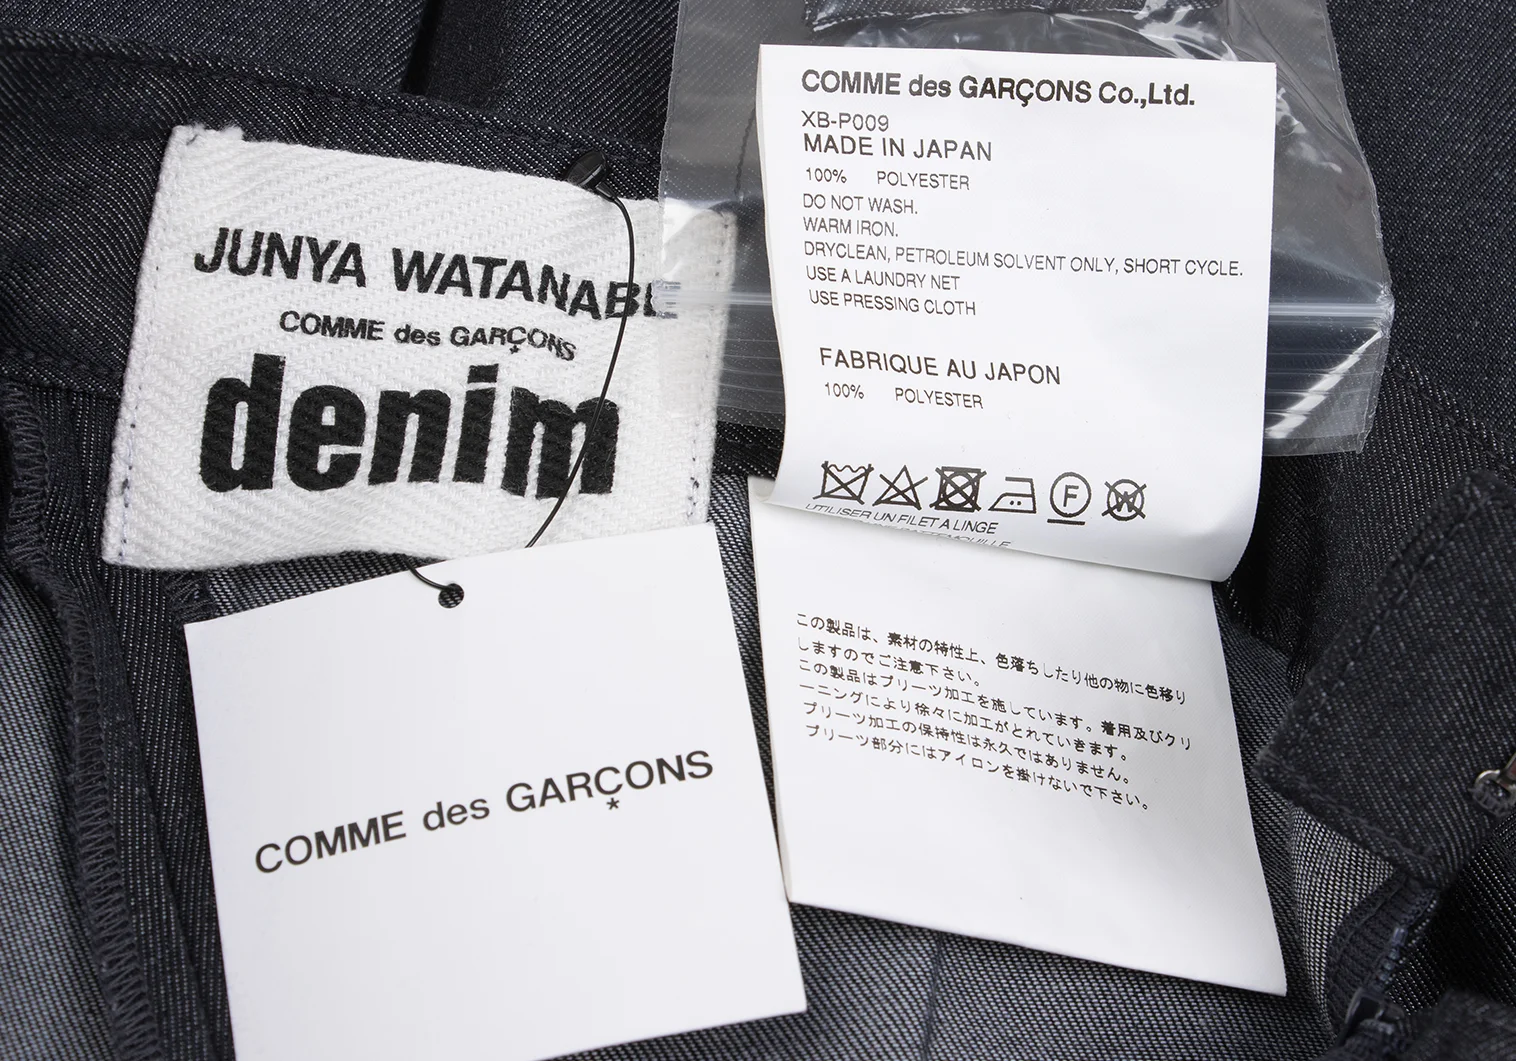 JUNYA WATANABE
COMME des GARÇONS
denim
COMME des GARÇONS Co.,Ltd.
XB-P009
MADE IN JAPAN
100% POLYESTER
DO NOT WASH.
WARM IRON.
DRYCLEAN, PETROLEUM SOLVENT ONLY, SHORT CYCLE.
USE A LAUNDRY NET
USE PRESSING CLOTH
FABRIQUE AU JAPON
100% POLYESTER
F
W
UTILISER UN FILET A LINGE
この製品は、素材の特性上、色落ちしたり他の物に色移り
しますのでご注意下さい。
この製品はプリーツ加工を施しています。着用及びクリ
ーニングにより徐々に加工がとれていきます。
プリーツ加工の保持性は永久ではありません。
プリーツ部分にはアイロンを掛けないで下さい。
COMME des GARÇONS
*